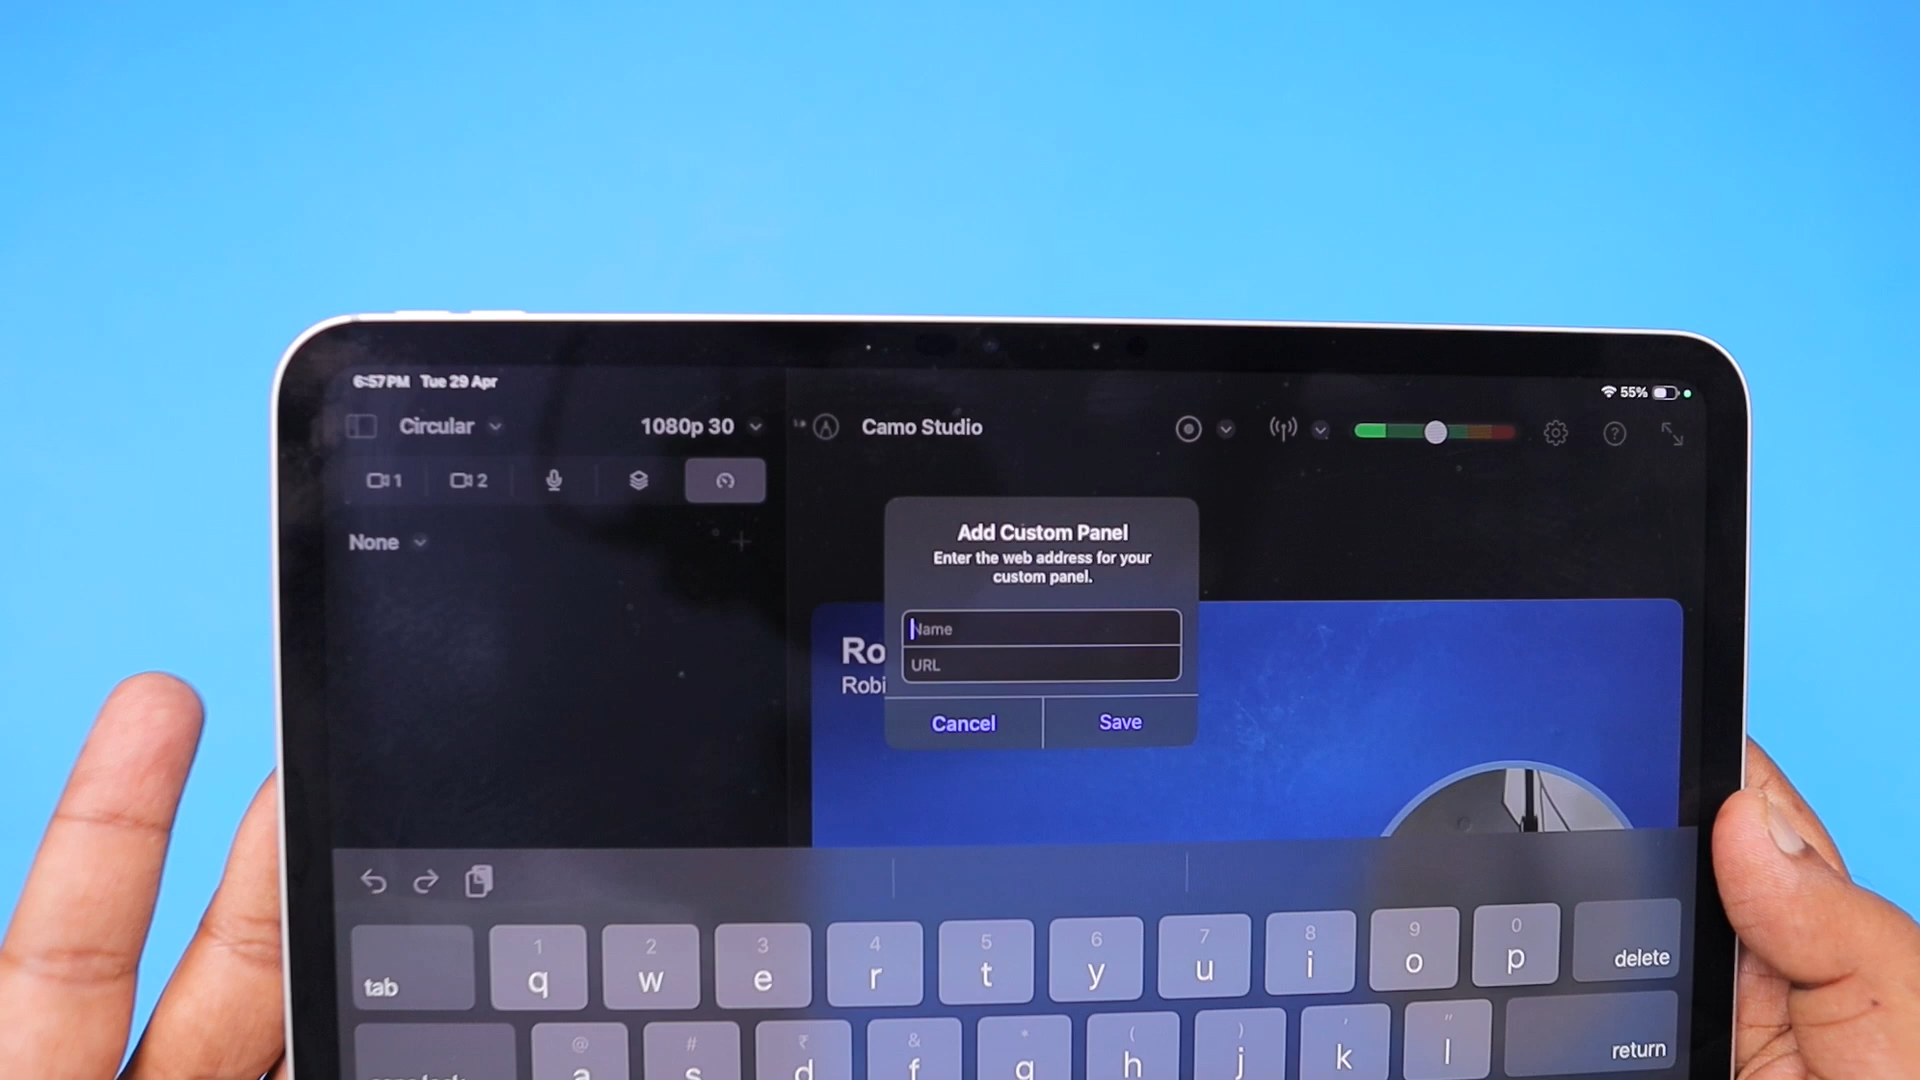 6:57 PM Tue 29 Apr
55%
Circular
1080p 30
Camo Studio
1
2
None
Add Custom Panel
Enter the web address for your
custom panel.
Name
URL
Cancel
Save
Ro
Robi
1 2 3 4 5 6 7 8 9 0
tab q w e r t y u i o p delete
@ # ₹ & * ( ) ' "
a s d f g h j k l return